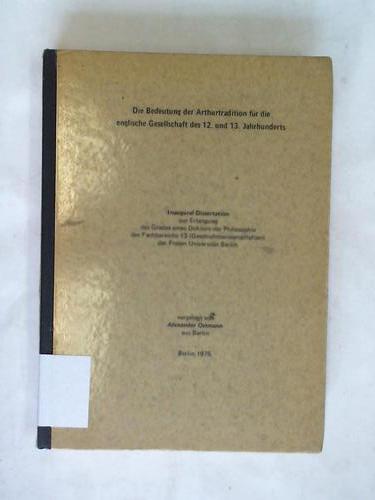 Die Bedeutung der Arthurtradition für die
englische Gesellschaft des 12. und 13. Jahrhunderts
Inaugural-Dissertation
zur Erlangung
des Grades eines Doktors der Philosophie
des Fachbereichs 13 (Geschichtswissenschaften)
der Freien Universität Berlin
vorgelegt von
Alexander Ostmann
aus Berlin
Berlin 1975